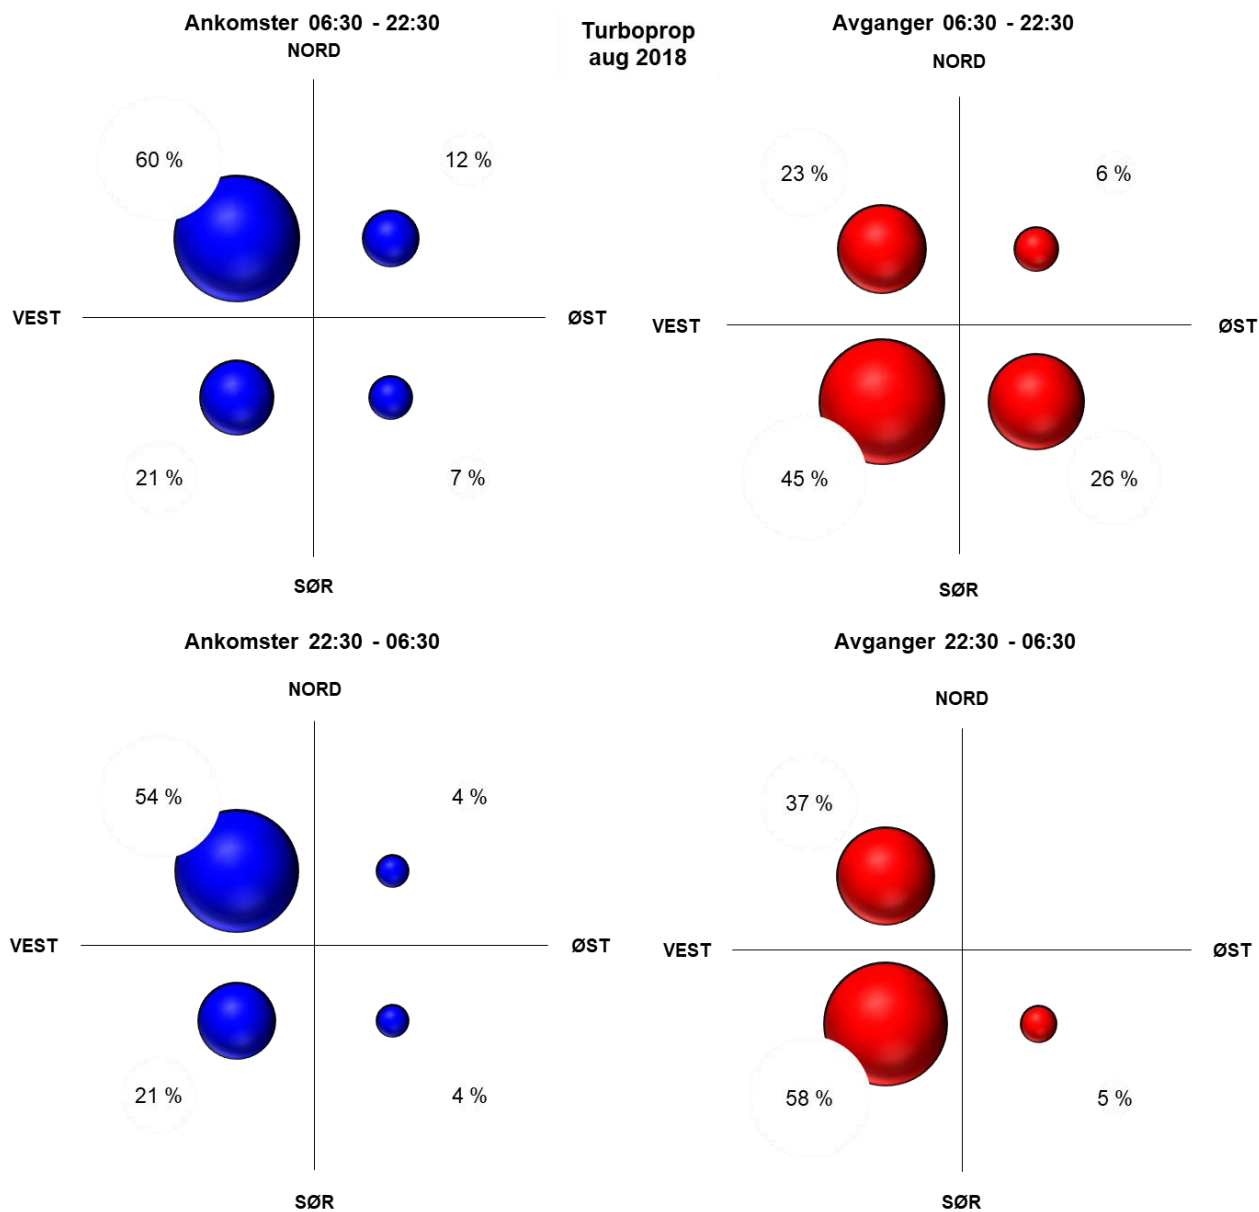 Ankomster 06:30 - 22:30
NORD
60 %
12 %
VEST
ØST
21 %
7 %
SØR
Turboprop
aug 2018
Avganger 06:30 - 22:30
NORD
23 %
6 %
VEST
ØST
45 %
26 %
SØR
Ankomster 22:30 - 06:30
NORD
54 %
4 %
VEST
ØST
21 %
4 %
SØR
Avganger 22:30 - 06:30
NORD
37 %
VEST
ØST
58 %
5 %
SØR